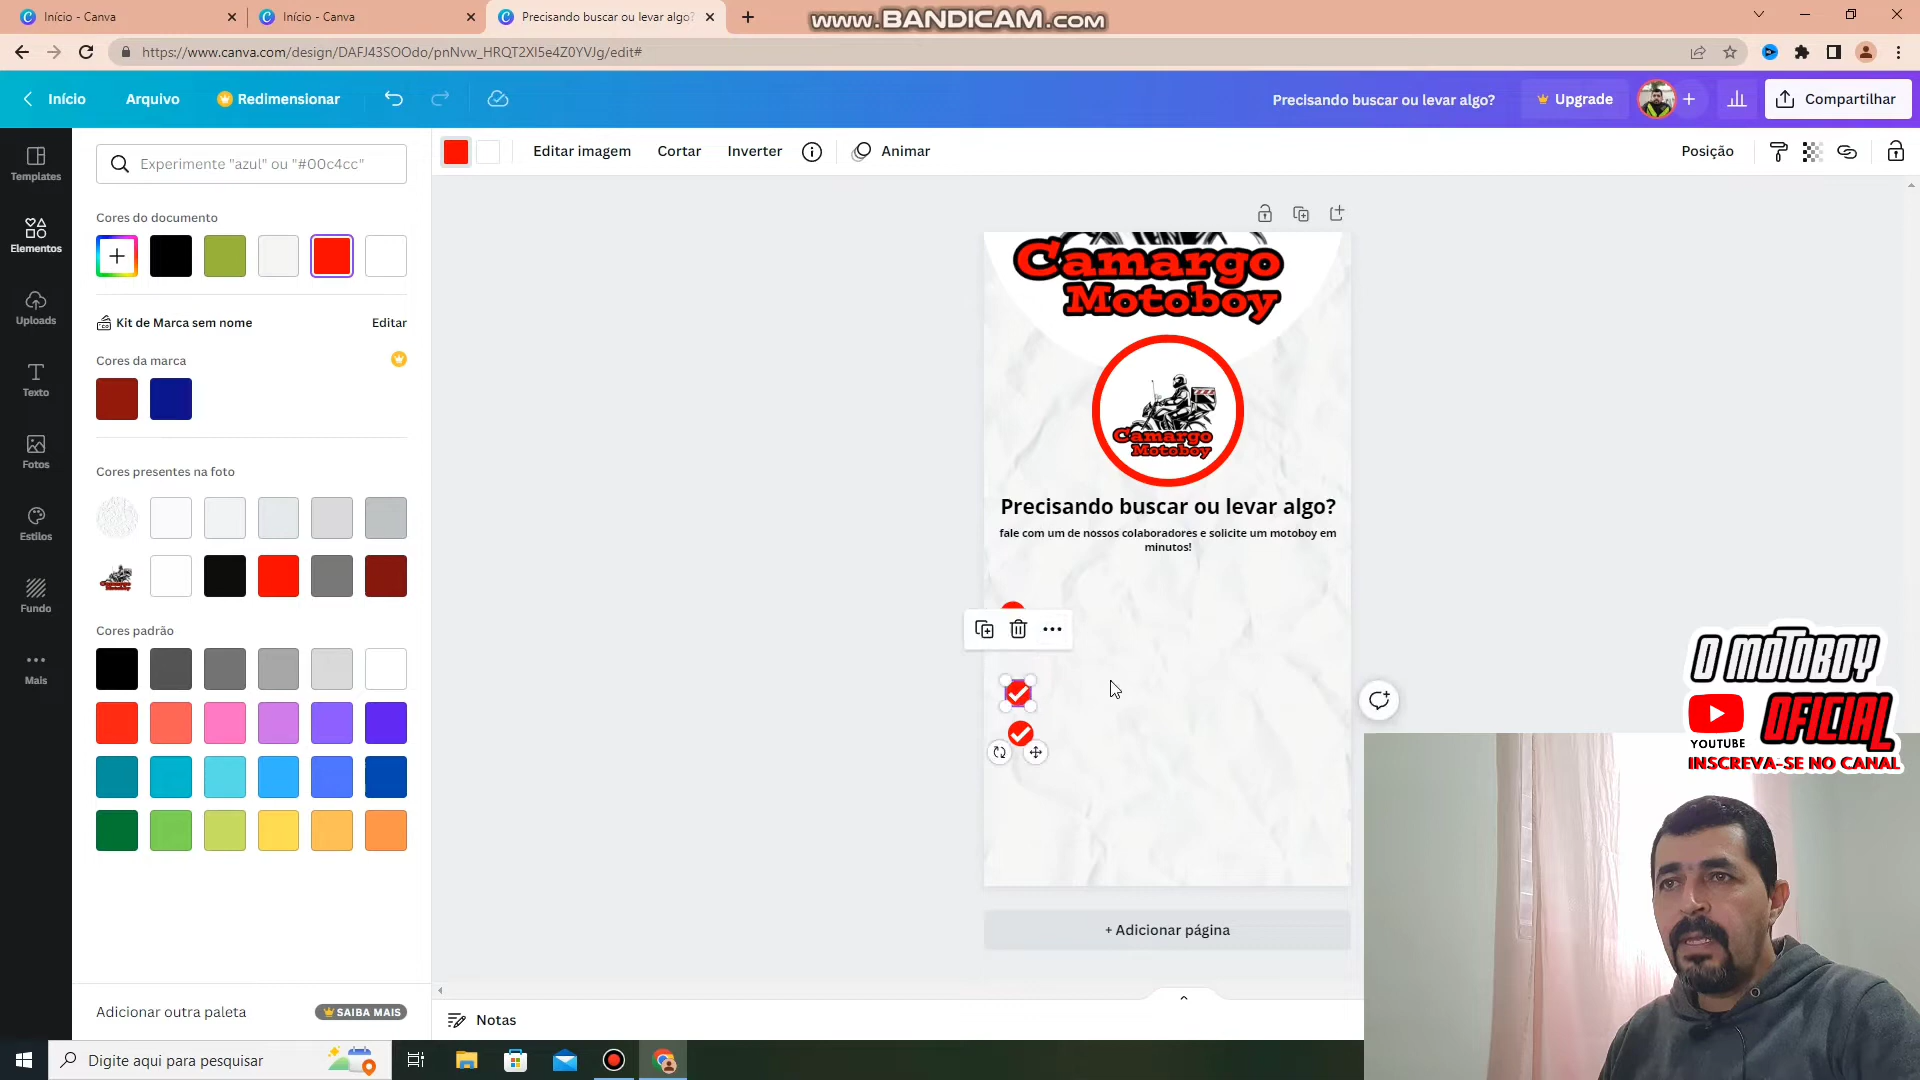 Início - Canva
Início - Canva
Precisando buscar ou levar algo?
www.BANDICAM.com
https://www.canva.com/design/DAFJ43SOOdo/pnNvw_HRQT2XI5e4Z0YVJg/edit#
Início
Arquivo
Redimensionar
Precisando buscar ou levar algo?
Upgrade
Compartilhar
Templates
Elementos
Uploads
Texto
Fotos
Estilos
Fundo
Mais
Experimente "azul" ou "#00c4cc"
Cores do documento
Kit de Marca sem nome
Editar
Cores da marca
Cores presentes na foto
Cores padrão
Adicionar outra paleta
SAIBA MAIS
Editar imagem
Cortar
Inverter
Animar
Posição
Camargo
Motoboy
Camargo
Motoboy
Precisando buscar ou levar algo?
fale com um de nossos colaboradores e solicite um motoboy em
minutos!
+ Adicionar página
Notas
O MOTOBOY
OFICIAL
YOUTUBE
INSCREVA-SE NO CANAL
Digite aqui para pesquisar